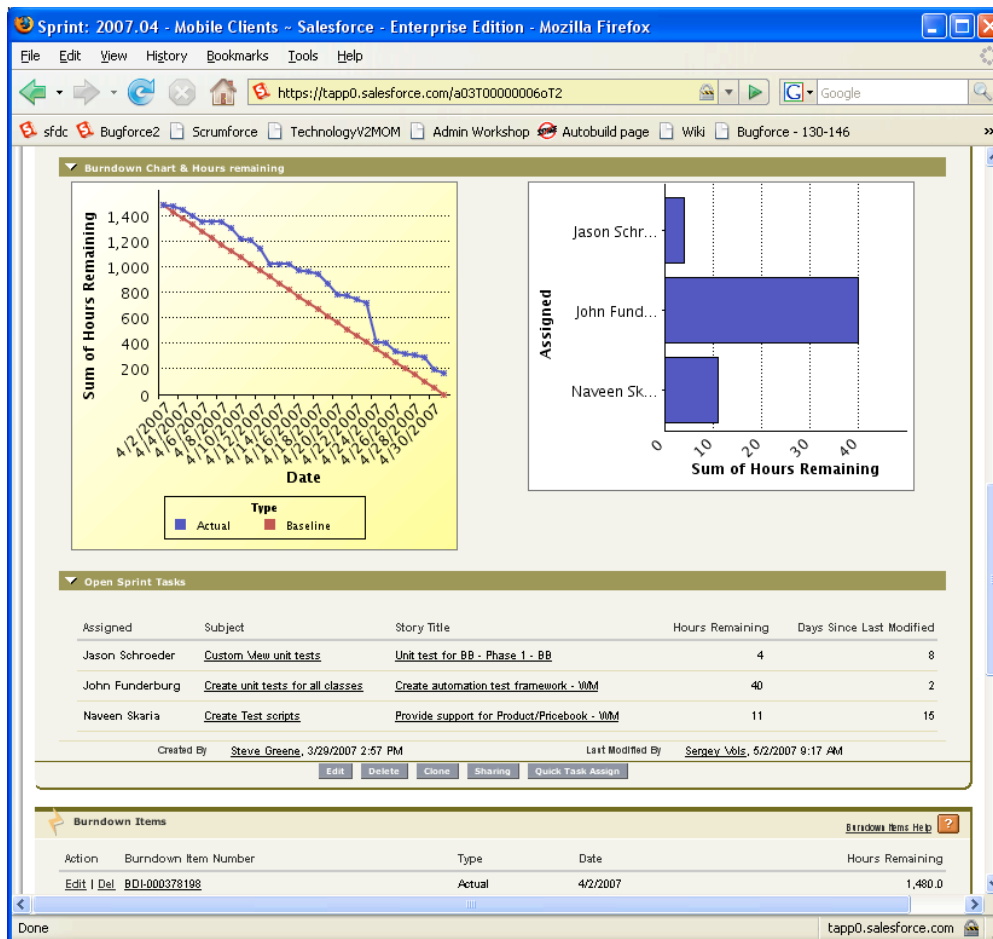 Sprint: 2007.04 - Mobile Clients ~ Salesforce - Enterprise Edition - Mozilla Firefox
File Edit View History Bookmarks Tools Help
https://tapp0.salesforce.com/a03T00000006oT2 G Google
sfdc Bugforce2 Scrumforce TechnologyV2MOM Admin Workshop Autobuild page Wiki Bugforce - 130-146 »
Burndown Chart & Hours remaining
Sum of Hours Remaining
1,400
1,200
1,000
800
600
400
200
0
4/2/2007 4/4/2007 4/6/2007 4/8/2007 4/10/2007 4/12/2007 4/14/2007 4/16/2007 4/18/2007 4/20/2007 4/22/2007 4/24/2007 4/26/2007 4/28/2007 4/30/2007
Date
Type
Actual Baseline
Assigned
Jason Schr...
John Fund...
Naveen Sk...
0 10 20 30 40
Sum of Hours Remaining
Open Sprint Tasks
Assigned Subject Story Title Hours Remaining Days Since Last Modified
Jason Schroeder Custom View unit tests Unit test for BB - Phase 1 - BB 4 8
John Funderburg Create unit tests for all classes Create automation test framework - WM 40 2
Naveen Skaria Create Test scripts Provide support for Product/Pricebook - WM 11 15
Created By Steve Greene, 3/29/2007 2:57 PM Last Modified By Sergey Vols, 5/2/2007 9:17 AM
Edit Delete Clone Sharing Quick Task Assign
Burndown Items Burndown Items Help ?
Action Burndown Item Number Type Date Hours Remaining
Edit | Del BDI-000378198 Actual 4/2/2007 1,480.0
Done tapp0.salesforce.com